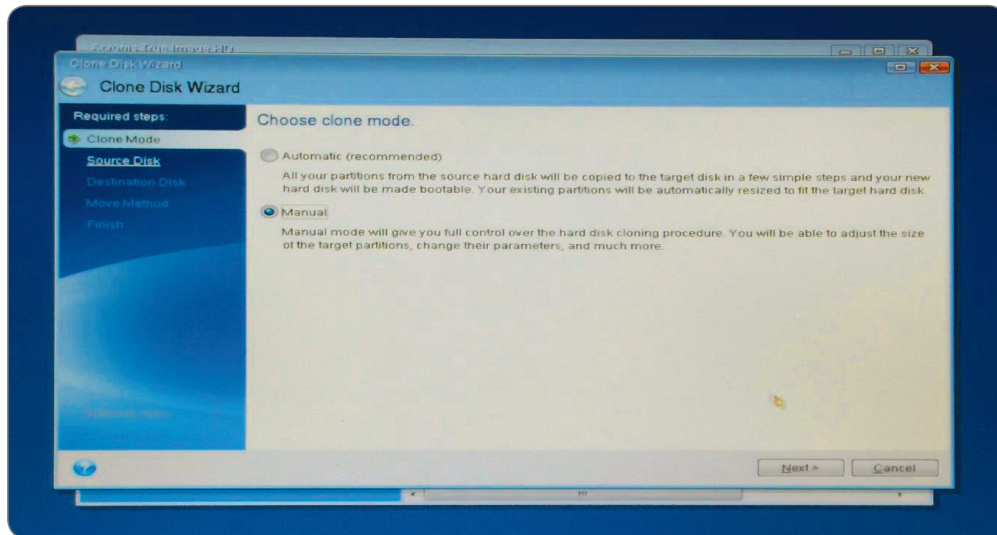 Acronis True Image HD
Clone Disk Wizard
Clone Disk Wizard
Required steps:
Clone Mode
Source Disk
Destination Disk
Move Method
Finish
Choose clone mode.
Automatic (recommended)
All your partitions from the source hard disk will be copied to the target disk in a few simple steps and your new
hard disk will be made bootable. Your existing partitions will be automatically resized to fit the target hard disk.
Manual
Manual mode will give you full control over the hard disk cloning procedure. You will be able to adjust the size
of the target partitions, change their parameters, and much more.
Next >
Cancel